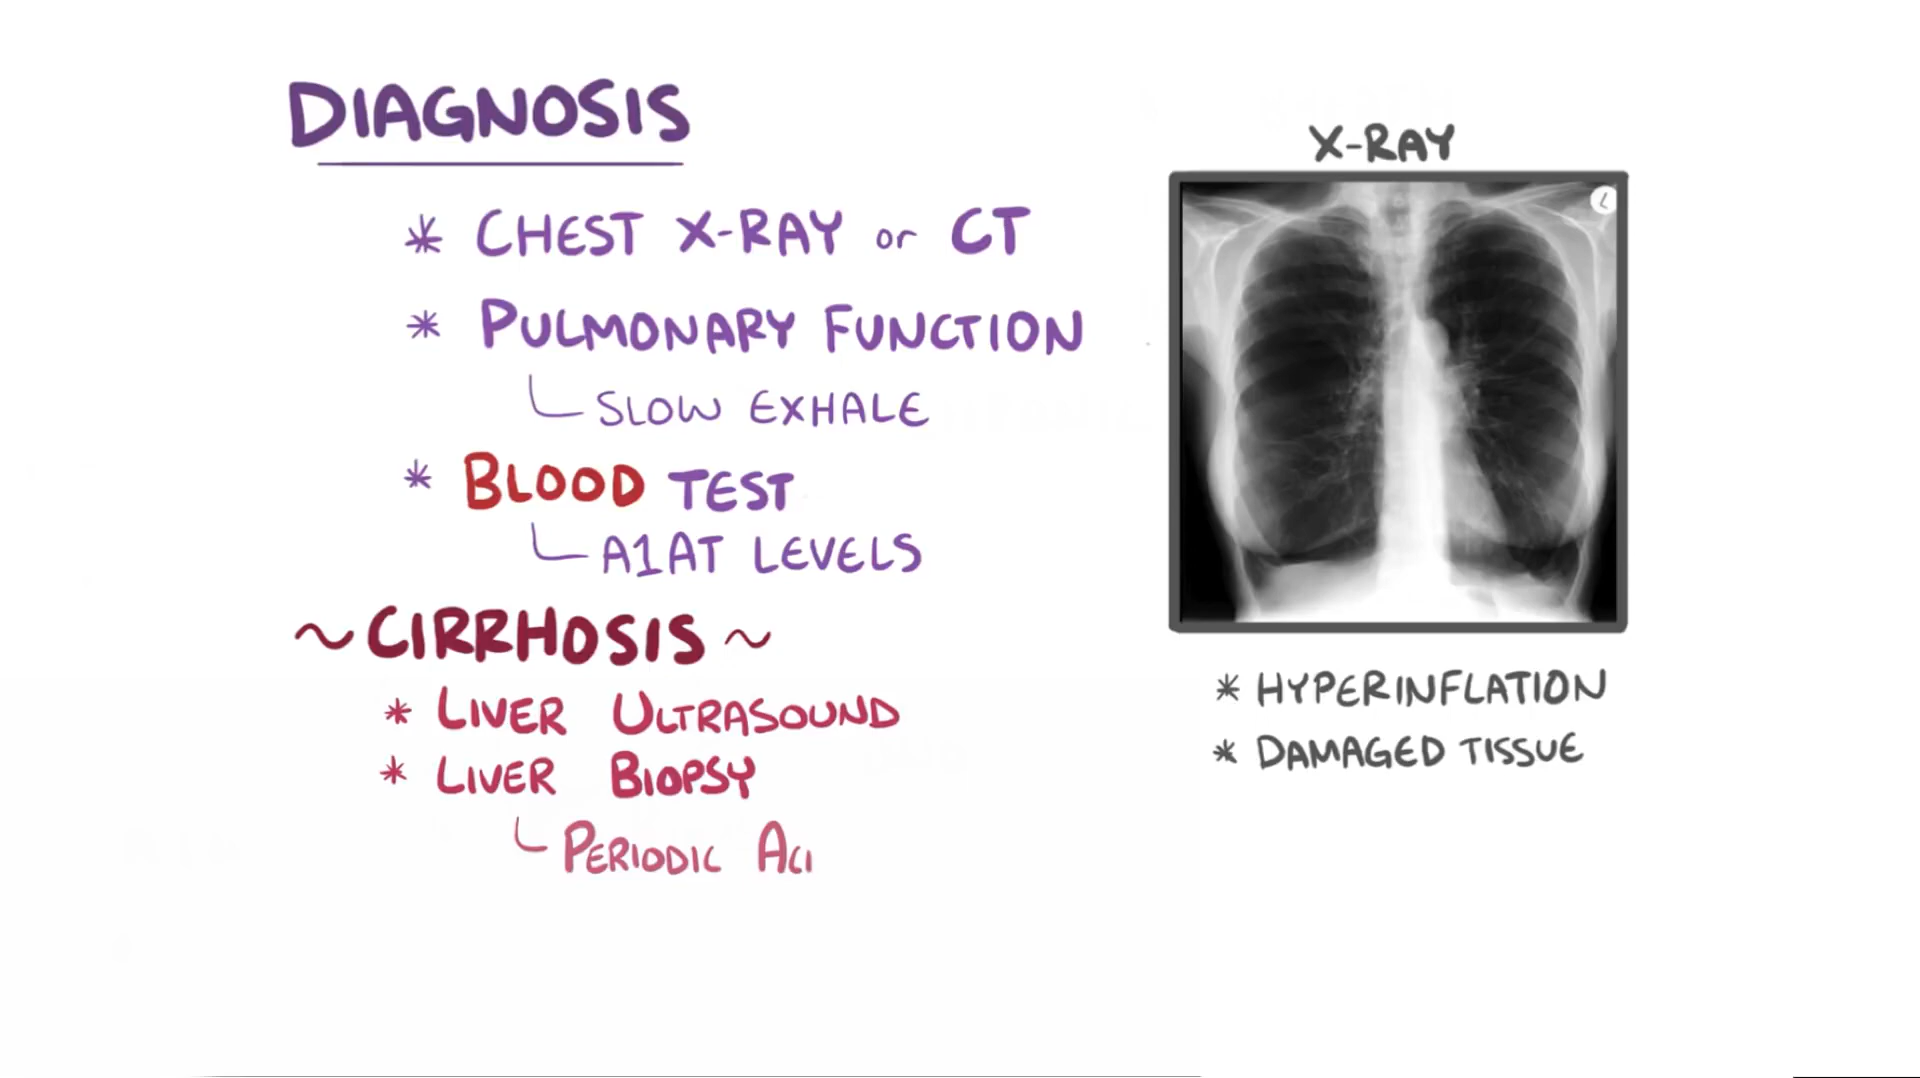 DIAGNOSIS
* CHEST X-RAY or CT
* PULMONARY FUNCTION
SLOW EXHALE
* BLOOD TEST
A1AT LEVELS
~ CIRRHOSIS ~
* LIVER ULTRASOUND
* LIVER BIOPSY
PERIODIC ACI
X-RAY
L
* HYPERINFLATION
* DAMAGED TISSUE